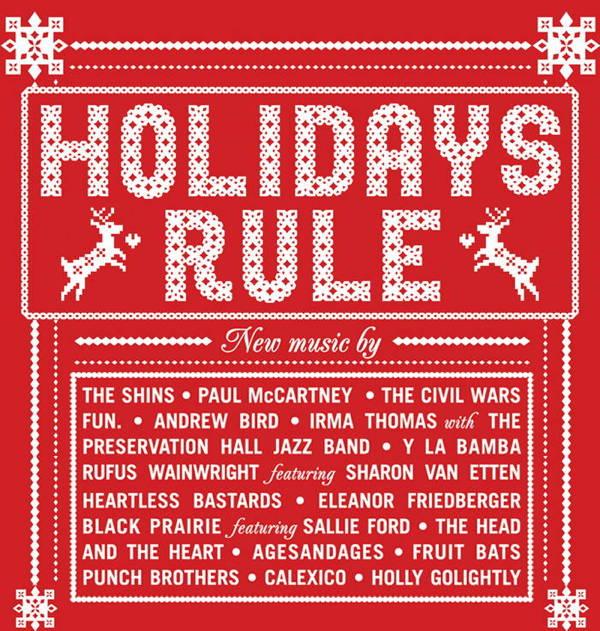 HOLIDAYS
RULE
New music by
THE SHINS • PAUL McCARTNEY • THE CIVIL WARS
FUN. • ANDREW BIRD • IRMA THOMAS with THE
PRESERVATION HALL JAZZ BAND • Y LA BAMBA
RUFUS WAINWRIGHT featuring SHARON VAN ETTEN
HEARTLESS BASTARDS • ELEANOR FRIEDBERGER
BLACK PRAIRIE featuring SALLIE FORD • THE HEAD
AND THE HEART • AGESANDAGES • FRUIT BATS
PUNCH BROTHERS • CALEXICO • HOLLY GOLIGHTLY